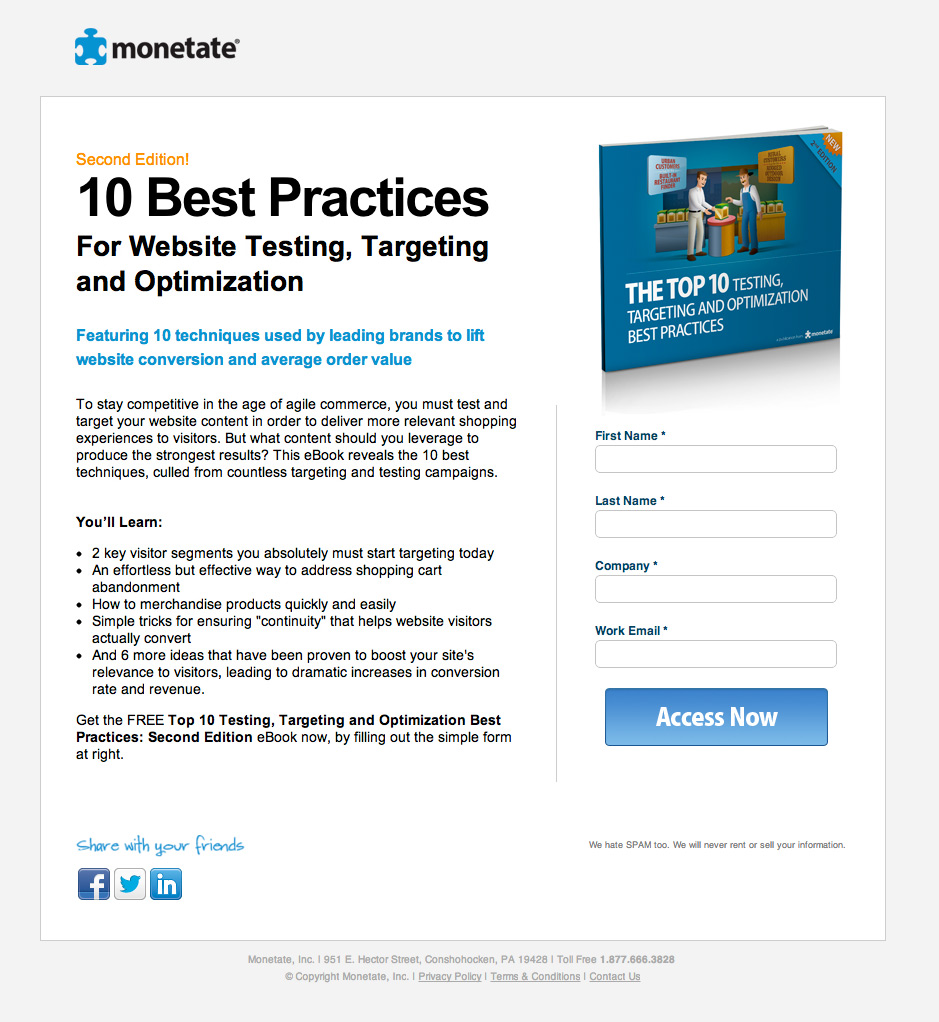 monetate®
Second Edition!
10 Best Practices
For Website Testing, Targeting
and Optimization
Featuring 10 techniques used by leading brands to lift
website conversion and average order value
To stay competitive in the age of agile commerce, you must test and
target your website content in order to deliver more relevant shopping
experiences to visitors. But what content should you leverage to
produce the strongest results? This eBook reveals the 10 best
techniques, culled from countless targeting and testing campaigns.
You'll Learn:
• 2 key visitor segments you absolutely must start targeting today
• An effortless but effective way to address shopping cart
abandonment
• How to merchandise products quickly and easily
• Simple tricks for ensuring "continuity" that helps website visitors
actually convert
• And 6 more ideas that have been proven to boost your site's
relevance to visitors, leading to dramatic increases in conversion
rate and revenue.
Get the FREE Top 10 Testing, Targeting and Optimization Best
Practices: Second Edition eBook now, by filling out the simple form
at right.
Share with your friends
NEW
2nd EDITION
URBAN
CUSTOMERS
BUILT-IN
RESTAURANT
FINDER
RURAL
CUSTOMERS
THE TOP 10 TESTING,
TARGETING AND OPTIMIZATION
BEST PRACTICES
monetate
First Name *
Last Name *
Company *
Work Email *
Access Now
We hate SPAM too. We will never rent or sell your information.
Monetate, Inc. | 951 E. Hector Street, Conshohocken, PA 19428 | Toll Free 1.877.666.3828
© Copyright Monetate, Inc. | Privacy Policy | Terms & Conditions | Contact Us